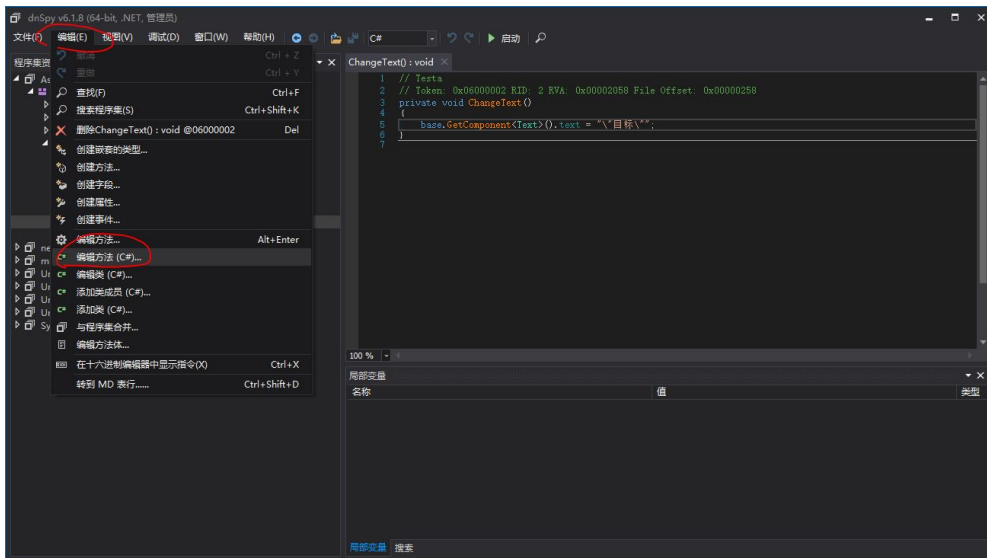 dnSpy v6.1.8 (64-bit, .NET, 管理员)
文件(F) 编辑(E) 视图(V) 调试(D) 窗口(W) 帮助(H) C# 启动
程序集资
As
撤消 Ctrl + Z
重做 Ctrl + Y
查找(F) Ctrl+F
搜索程序集(S) Ctrl+Shift+K
删除ChangeText() : void @06000002 Del
创建嵌套的类型...
创建方法...
创建字段...
创建属性...
创建事件...
编辑方法... Alt+Enter
C# 编辑方法 (C#)...
C# 编辑类 (C#)...
C# 添加类成员 (C#)...
C# 添加类 (C#)...
与程序集合并...
编辑方法体...
在十六进制编辑器中显示指令(X) Ctrl+X
转到 MD 表行...... Ctrl+Shift+D
ne
m
Ur
Ur
Ur
Ur
Sy
ChangeText() : void
1 // Testa
2 // Token: 0x06000002 RID: 2 RVA: 0x00002058 File Offset: 0x00000258
3 private void ChangeText()
4 {
5 base.GetComponent<Text>().text = "\"目标\"";
6 }
7
100 %
局部变量
名称 值 类型
局部变量 搜索